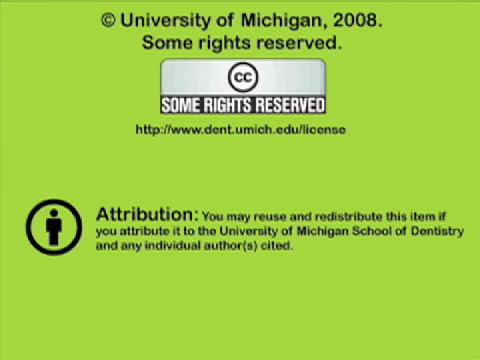 © University of Michigan, 2008.
Some rights reserved.
cc
SOME RIGHTS RESERVED
http://www.dent.umich.edu/license
Attribution: You may reuse and redistribute this item if
you attribute it to the University of Michigan School of Dentistry
and any individual author(s) cited.